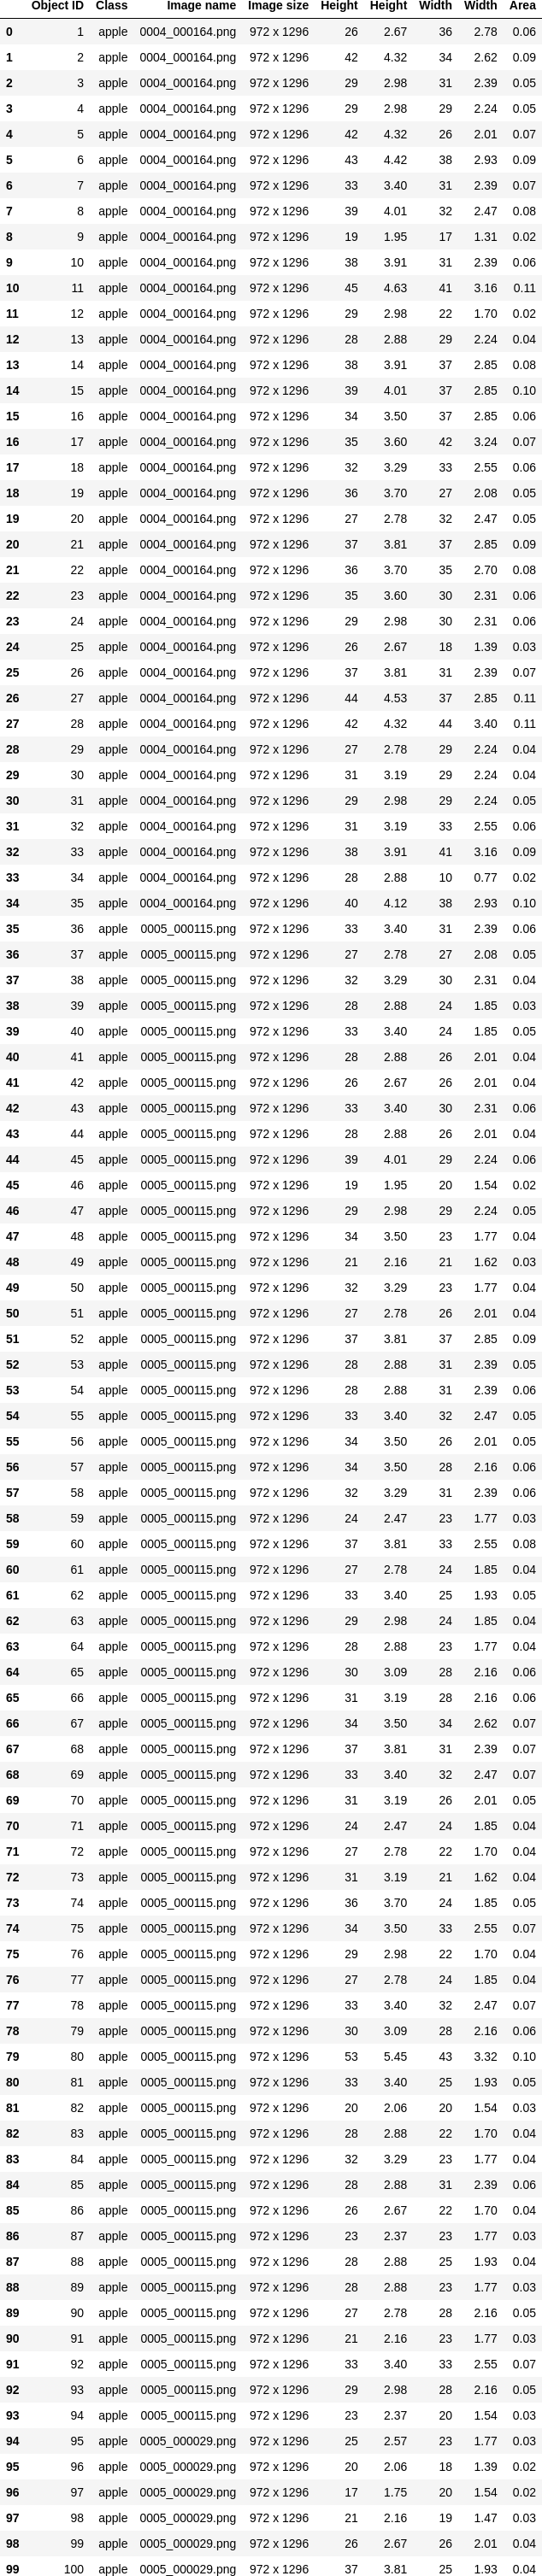 Object ID Class Image name Image size Height Height Width Width Area
0 1 apple 0004_000164.png 972 x 1296 26 2.67 36 2.78 0.06
1 2 apple 0004_000164.png 972 x 1296 42 4.32 34 2.62 0.09
2 3 apple 0004_000164.png 972 x 1296 29 2.98 31 2.39 0.05
3 4 apple 0004_000164.png 972 x 1296 29 2.98 29 2.24 0.05
4 5 apple 0004_000164.png 972 x 1296 42 4.32 26 2.01 0.07
5 6 apple 0004_000164.png 972 x 1296 43 4.42 38 2.93 0.09
6 7 apple 0004_000164.png 972 x 1296 33 3.40 31 2.39 0.07
7 8 apple 0004_000164.png 972 x 1296 39 4.01 32 2.47 0.08
8 9 apple 0004_000164.png 972 x 1296 19 1.95 17 1.31 0.02
9 10 apple 0004_000164.png 972 x 1296 38 3.91 31 2.39 0.06
10 11 apple 0004_000164.png 972 x 1296 45 4.63 41 3.16 0.11
11 12 apple 0004_000164.png 972 x 1296 29 2.98 22 1.70 0.02
12 13 apple 0004_000164.png 972 x 1296 28 2.88 29 2.24 0.04
13 14 apple 0004_000164.png 972 x 1296 38 3.91 37 2.85 0.08
14 15 apple 0004_000164.png 972 x 1296 39 4.01 37 2.85 0.10
15 16 apple 0004_000164.png 972 x 1296 34 3.50 37 2.85 0.06
16 17 apple 0004_000164.png 972 x 1296 35 3.60 42 3.24 0.07
17 18 apple 0004_000164.png 972 x 1296 32 3.29 33 2.55 0.06
18 19 apple 0004_000164.png 972 x 1296 36 3.70 27 2.08 0.05
19 20 apple 0004_000164.png 972 x 1296 27 2.78 32 2.47 0.05
20 21 apple 0004_000164.png 972 x 1296 37 3.81 37 2.85 0.09
21 22 apple 0004_000164.png 972 x 1296 36 3.70 35 2.70 0.08
22 23 apple 0004_000164.png 972 x 1296 35 3.60 30 2.31 0.06
23 24 apple 0004_000164.png 972 x 1296 29 2.98 30 2.31 0.06
24 25 apple 0004_000164.png 972 x 1296 26 2.67 18 1.39 0.03
25 26 apple 0004_000164.png 972 x 1296 37 3.81 31 2.39 0.07
26 27 apple 0004_000164.png 972 x 1296 44 4.53 37 2.85 0.11
27 28 apple 0004_000164.png 972 x 1296 42 4.32 44 3.40 0.11
28 29 apple 0004_000164.png 972 x 1296 27 2.78 29 2.24 0.04
29 30 apple 0004_000164.png 972 x 1296 31 3.19 29 2.24 0.04
30 31 apple 0004_000164.png 972 x 1296 29 2.98 29 2.24 0.05
31 32 apple 0004_000164.png 972 x 1296 31 3.19 33 2.55 0.06
32 33 apple 0004_000164.png 972 x 1296 38 3.91 41 3.16 0.09
33 34 apple 0004_000164.png 972 x 1296 28 2.88 10 0.77 0.02
34 35 apple 0004_000164.png 972 x 1296 40 4.12 38 2.93 0.10
35 36 apple 0005_000115.png 972 x 1296 33 3.40 31 2.39 0.06
36 37 apple 0005_000115.png 972 x 1296 27 2.78 27 2.08 0.05
37 38 apple 0005_000115.png 972 x 1296 32 3.29 30 2.31 0.04
38 39 apple 0005_000115.png 972 x 1296 28 2.88 24 1.85 0.03
39 40 apple 0005_000115.png 972 x 1296 33 3.40 24 1.85 0.05
40 41 apple 0005_000115.png 972 x 1296 28 2.88 26 2.01 0.04
41 42 apple 0005_000115.png 972 x 1296 26 2.67 26 2.01 0.04
42 43 apple 0005_000115.png 972 x 1296 33 3.40 30 2.31 0.06
43 44 apple 0005_000115.png 972 x 1296 28 2.88 26 2.01 0.04
44 45 apple 0005_000115.png 972 x 1296 39 4.01 29 2.24 0.06
45 46 apple 0005_000115.png 972 x 1296 19 1.95 20 1.54 0.02
46 47 apple 0005_000115.png 972 x 1296 29 2.98 29 2.24 0.05
47 48 apple 0005_000115.png 972 x 1296 34 3.50 23 1.77 0.04
48 49 apple 0005_000115.png 972 x 1296 21 2.16 21 1.62 0.03
49 50 apple 0005_000115.png 972 x 1296 32 3.29 23 1.77 0.04
50 51 apple 0005_000115.png 972 x 1296 27 2.78 26 2.01 0.04
51 52 apple 0005_000115.png 972 x 1296 37 3.81 37 2.85 0.09
52 53 apple 0005_000115.png 972 x 1296 28 2.88 31 2.39 0.05
53 54 apple 0005_000115.png 972 x 1296 28 2.88 31 2.39 0.06
54 55 apple 0005_000115.png 972 x 1296 33 3.40 32 2.47 0.05
55 56 apple 0005_000115.png 972 x 1296 34 3.50 26 2.01 0.05
56 57 apple 0005_000115.png 972 x 1296 34 3.50 28 2.16 0.06
57 58 apple 0005_000115.png 972 x 1296 32 3.29 31 2.39 0.06
58 59 apple 0005_000115.png 972 x 1296 24 2.47 23 1.77 0.03
59 60 apple 0005_000115.png 972 x 1296 37 3.81 33 2.55 0.08
60 61 apple 0005_000115.png 972 x 1296 27 2.78 24 1.85 0.04
61 62 apple 0005_000115.png 972 x 1296 33 3.40 25 1.93 0.05
62 63 apple 0005_000115.png 972 x 1296 29 2.98 24 1.85 0.04
63 64 apple 0005_000115.png 972 x 1296 28 2.88 23 1.77 0.04
64 65 apple 0005_000115.png 972 x 1296 30 3.09 28 2.16 0.06
65 66 apple 0005_000115.png 972 x 1296 31 3.19 28 2.16 0.06
66 67 apple 0005_000115.png 972 x 1296 34 3.50 34 2.62 0.07
67 68 apple 0005_000115.png 972 x 1296 37 3.81 31 2.39 0.07
68 69 apple 0005_000115.png 972 x 1296 33 3.40 32 2.47 0.07
69 70 apple 0005_000115.png 972 x 1296 31 3.19 26 2.01 0.05
70 71 apple 0005_000115.png 972 x 1296 24 2.47 24 1.85 0.04
71 72 apple 0005_000115.png 972 x 1296 27 2.78 22 1.70 0.04
72 73 apple 0005_000115.png 972 x 1296 31 3.19 21 1.62 0.04
73 74 apple 0005_000115.png 972 x 1296 36 3.70 24 1.85 0.05
74 75 apple 0005_000115.png 972 x 1296 34 3.50 33 2.55 0.07
75 76 apple 0005_000115.png 972 x 1296 29 2.98 22 1.70 0.04
76 77 apple 0005_000115.png 972 x 1296 27 2.78 24 1.85 0.04
77 78 apple 0005_000115.png 972 x 1296 33 3.40 32 2.47 0.07
78 79 apple 0005_000115.png 972 x 1296 30 3.09 28 2.16 0.06
79 80 apple 0005_000115.png 972 x 1296 53 5.45 43 3.32 0.10
80 81 apple 0005_000115.png 972 x 1296 33 3.40 25 1.93 0.05
81 82 apple 0005_000115.png 972 x 1296 20 2.06 20 1.54 0.03
82 83 apple 0005_000115.png 972 x 1296 28 2.88 22 1.70 0.04
83 84 apple 0005_000115.png 972 x 1296 32 3.29 23 1.77 0.04
84 85 apple 0005_000115.png 972 x 1296 28 2.88 31 2.39 0.06
85 86 apple 0005_000115.png 972 x 1296 26 2.67 22 1.70 0.04
86 87 apple 0005_000115.png 972 x 1296 23 2.37 23 1.77 0.03
87 88 apple 0005_000115.png 972 x 1296 28 2.88 25 1.93 0.04
88 89 apple 0005_000115.png 972 x 1296 28 2.88 23 1.77 0.03
89 90 apple 0005_000115.png 972 x 1296 27 2.78 28 2.16 0.05
90 91 apple 0005_000115.png 972 x 1296 21 2.16 23 1.77 0.03
91 92 apple 0005_000115.png 972 x 1296 33 3.40 33 2.55 0.07
92 93 apple 0005_000115.png 972 x 1296 29 2.98 28 2.16 0.05
93 94 apple 0005_000115.png 972 x 1296 23 2.37 20 1.54 0.03
94 95 apple 0005_000029.png 972 x 1296 25 2.57 23 1.77 0.03
95 96 apple 0005_000029.png 972 x 1296 20 2.06 18 1.39 0.02
96 97 apple 0005_000029.png 972 x 1296 17 1.75 20 1.54 0.02
97 98 apple 0005_000029.png 972 x 1296 21 2.16 19 1.47 0.03
98 99 apple 0005_000029.png 972 x 1296 26 2.67 26 2.01 0.04
99 100 apple 0005_000029.png 972 x 1296 37 3.81 25 1.93 0.04